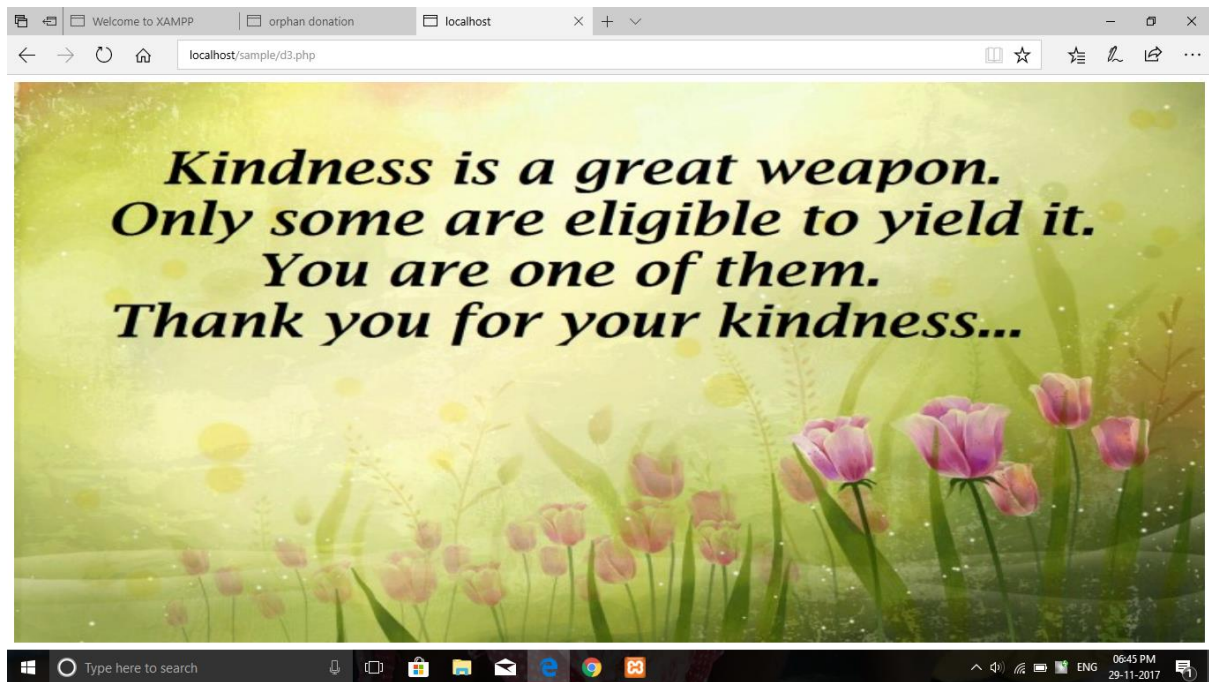 Welcome to XAMPP
orphan donation
localhost
localhost/sample/d3.php
Kindness is a great weapon.
Only some are eligible to yield it.
You are one of them.
Thank you for your kindness...
Type here to search
ENG
06:45 PM
29-11-2017
1